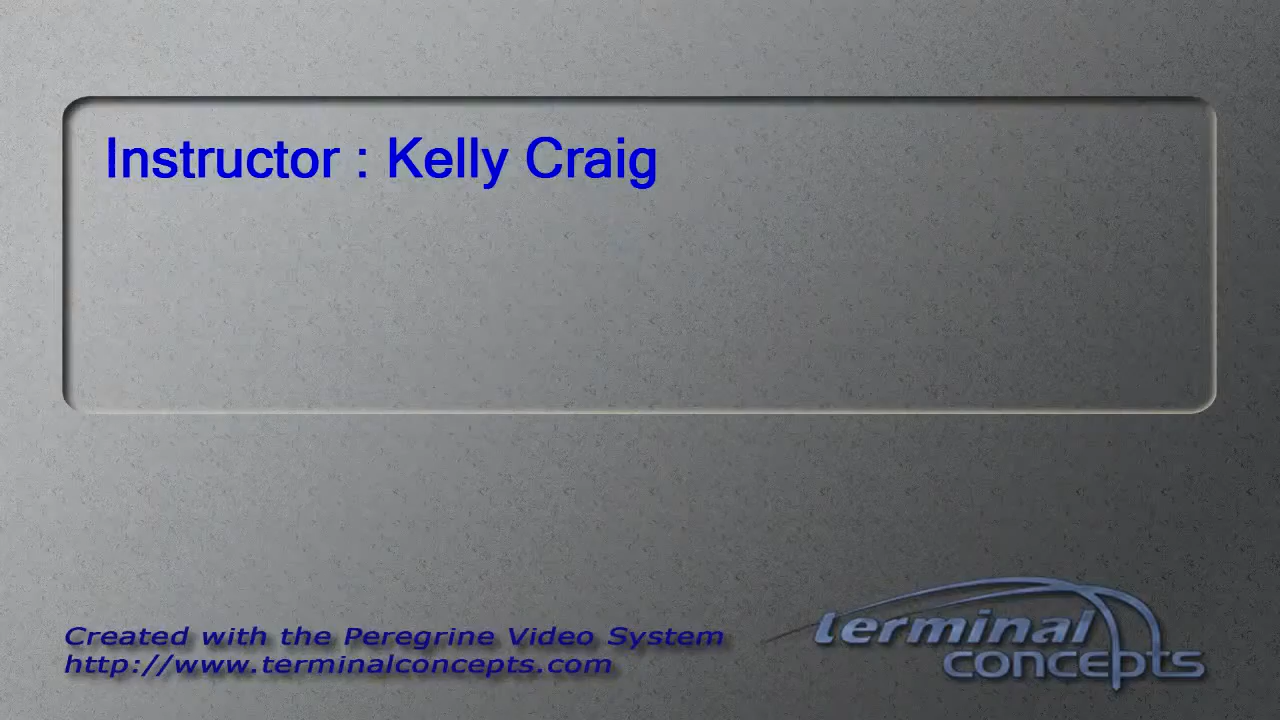 Instructor : Kelly Craig
Created with the Peregrine Video System
http://www.terminalconcepts.com
terminal
concepts